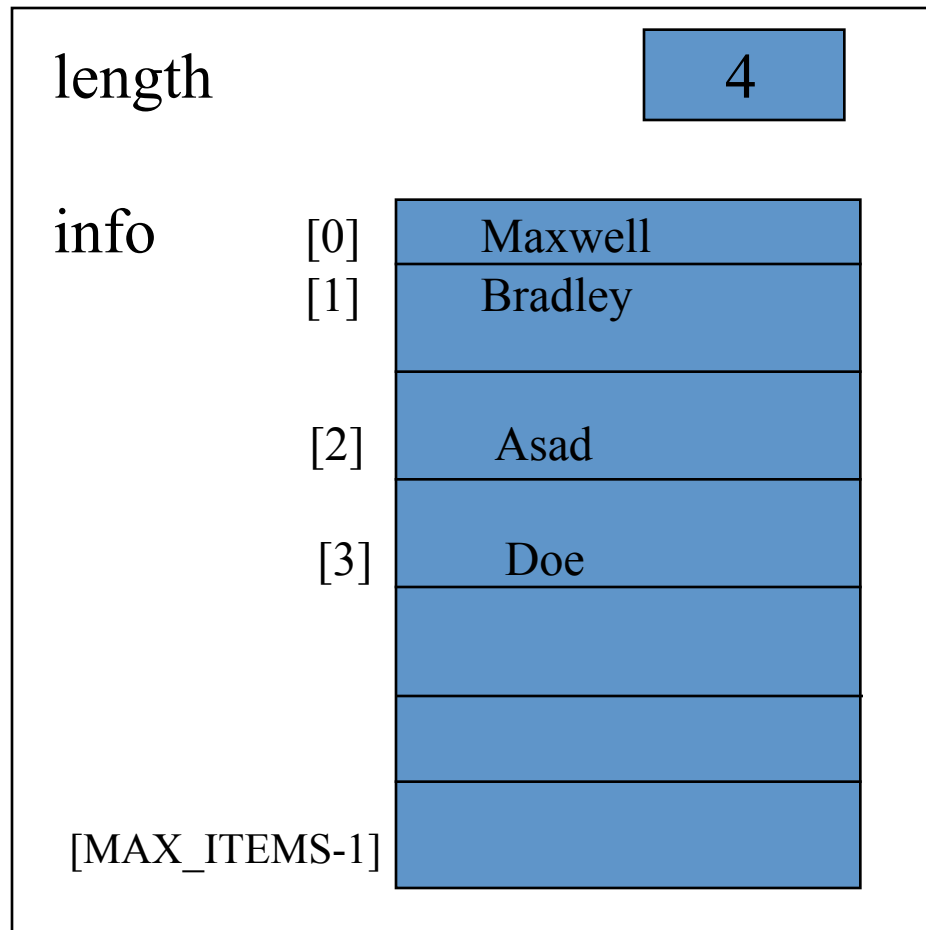 length 4
info [0] Maxwell
[1] Bradley
[2] Asad
[3] Doe
[MAX_ITEMS-1]